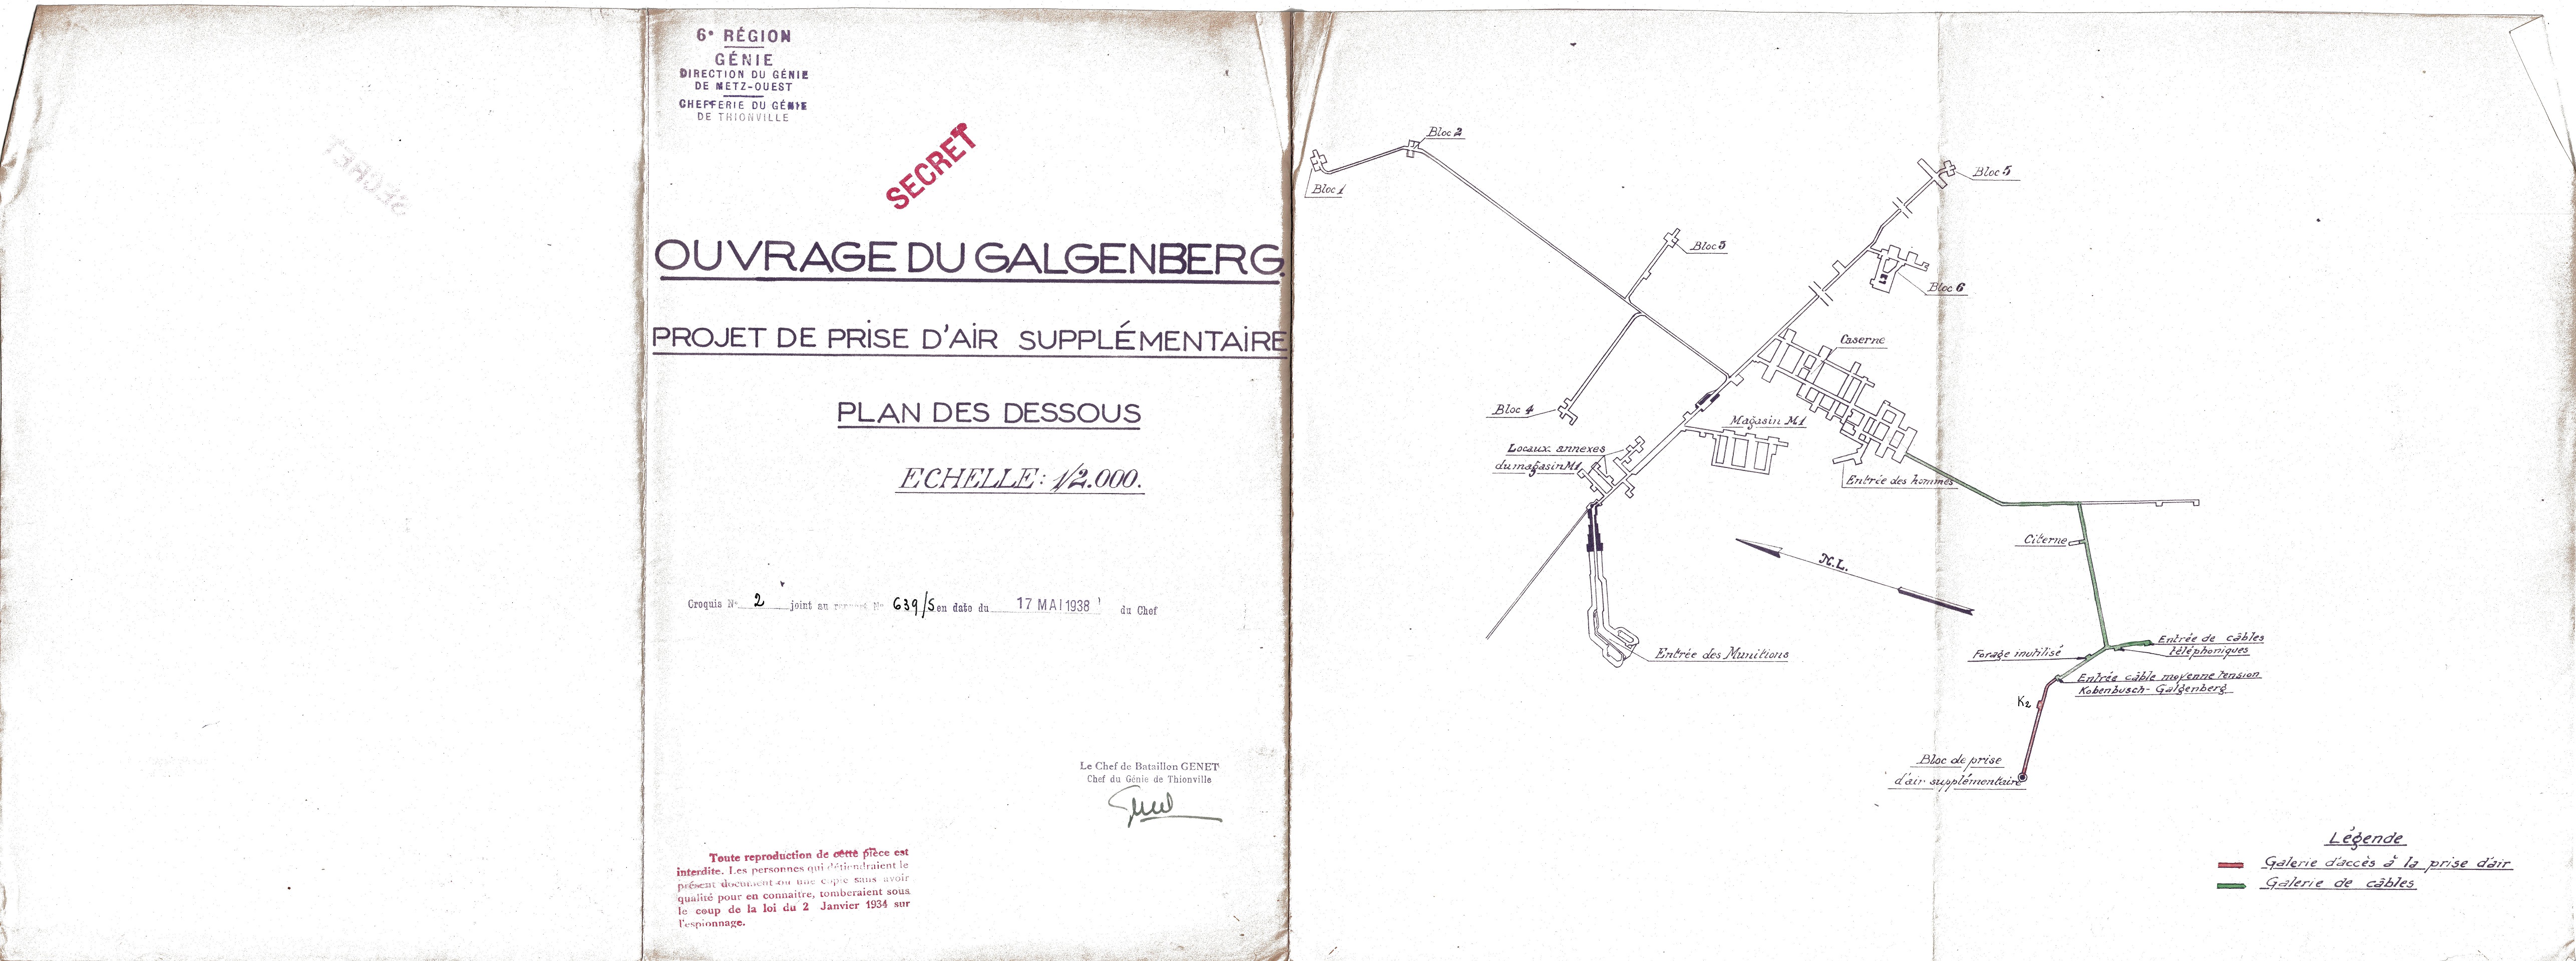 6e RÉGION
GÉNIE
DIRECTION DU GÉNIE
DE METZ-OUEST
CHEFFERIE DU GÉNIE
DE THIONVILLE
SECRET
SECRET
OUVRAGE DU GALGENBERG.
PROJET DE PRISE D'AIR SUPPLÉMENTAIRE
PLAN DES DESSOUS
ECHELLE: 1/2.000.
Croquis No 2 joint au No 639/S en date du 17 MAI 1938 du Chef
Le Chef de Bataillon GENET
Chef du Génie de Thionville
Toute reproduction de cette pièce est
interdite. Les personnes qui détiendraient le
présent document ou une copie sans avoir
qualité pour en connaitre, tomberaient sous
le coup de la loi du 2 Janvier 1934 sur
l'espionnage.
Bloc 1
Bloc 2
Bloc 5
Bloc 5
Bloc 6
Caserne
Bloc 4
Magasin M1
Locaux annexes
du magasin M1
Entrée des hommes
Citerne
N.L.
Entrée des Munitions
Entrée de câbles
téléphoniques
Forage inutilisé
Entrée câble moyenne tension
Kobenbusch-Galgenberg
K2
Bloc de prise
d'air supplémentaire
Légende
Galerie d'accès à la prise d'air
Galerie de câbles